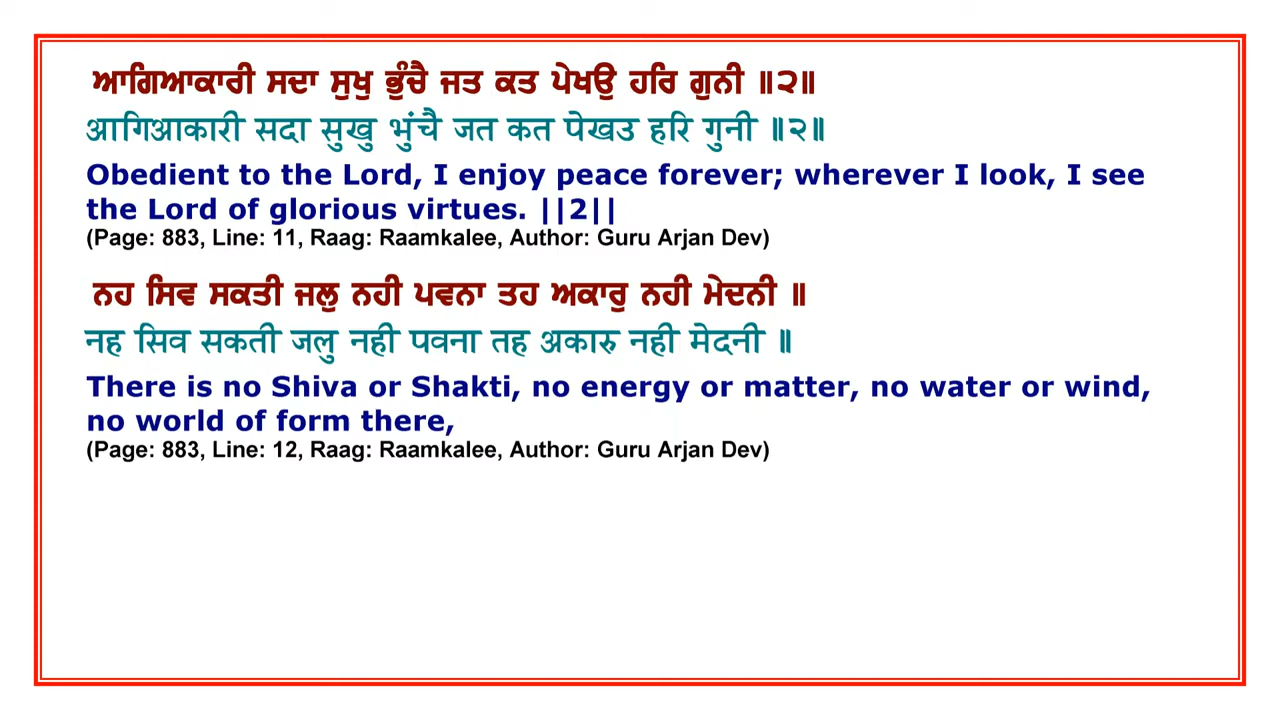 ਆਗਿਆਕਾਰੀ ਸਦਾ ਸੁਖੁ ਭੁੰਚੈ ਜਤ ਕਤ ਪੇਖਉ ਹਰਿ ਗੁਨੀ ॥੨॥
आगिआकारी सदा सुखु भुंचै जत कत पेखउ हरि गुनी ॥२॥
Obedient to the Lord, I enjoy peace forever; wherever I look, I see
the Lord of glorious virtues. ||2||
(Page: 883, Line: 11, Raag: Raamkalee, Author: Guru Arjan Dev)
ਨਹ ਸਿਵ ਸਕਤੀ ਜਲੁ ਨਹੀ ਪਵਨਾ ਤਹ ਅਕਾਰੁ ਨਹੀ ਮੇਦਨੀ ॥
नह सिव सकती जलु नही पवना तह अकारु नही मेदनी ॥
There is no Shiva or Shakti, no energy or matter, no water or wind,
no world of form there,
(Page: 883, Line: 12, Raag: Raamkalee, Author: Guru Arjan Dev)